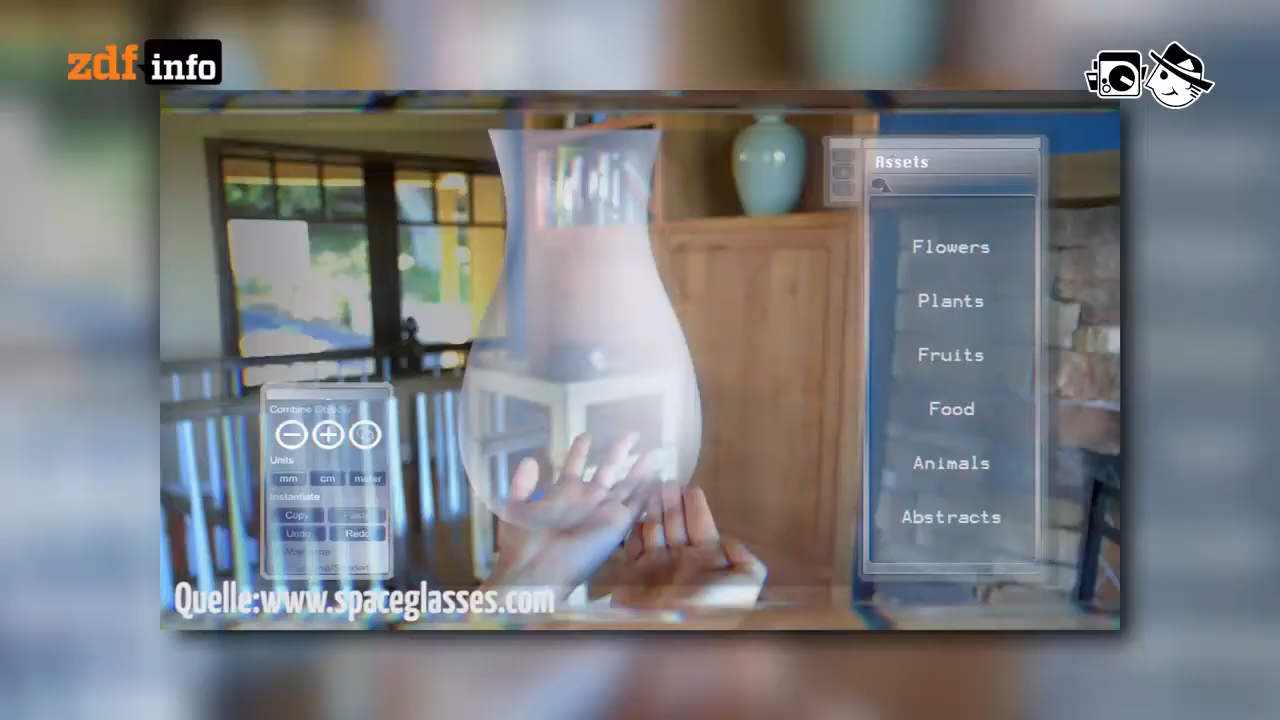 zdf info
Assets
Flowers
Plants
Fruits
Food
Animals
Abstracts
Combine Objects
Units
mm cm meter
Instantiate
Copy Paste
Undo Redo
Quelle:www.spaceglasses.com